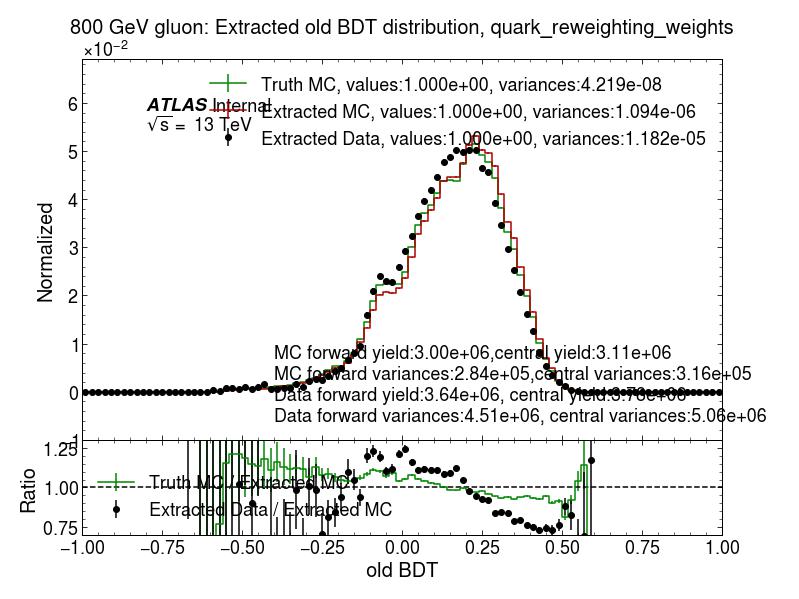 800 GeV gluon: Extracted old BDT distribution, quark_reweighting_weights
×10⁻²
Truth MC, values:1.000e+00, variances:4.219e-08
ATLAS Internal
Extracted MC, values:1.000e+00, variances:1.094e-06
√s = 13 TeV
Extracted Data, values:1.000e+00, variances:1.182e-05
6
5
4
3
2
1
0
Normalized
MC forward yield:3.00e+06,central yield:3.11e+06
MC forward variances:2.84e+05,central variances:3.16e+05
Data forward yield:3.64e+06, central
Data forward variances:4.51e+06, central variances:5.06e+06
1.25
1.00
0.75
Ratio
Truth MC / Extracted MC
Extracted Data / Extracted MC
−1.00 −0.75 −0.50 −0.25 0.00 0.25 0.50 0.75 1.00
old BDT